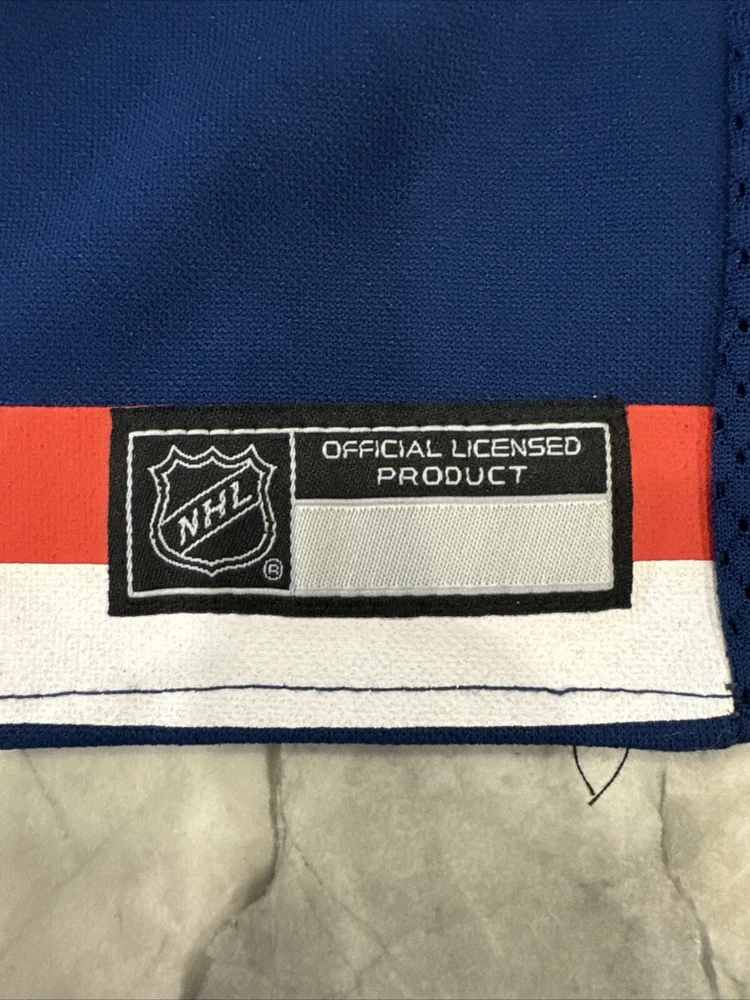 NHL
®
OFFICIAL LICENSED
PRODUCT